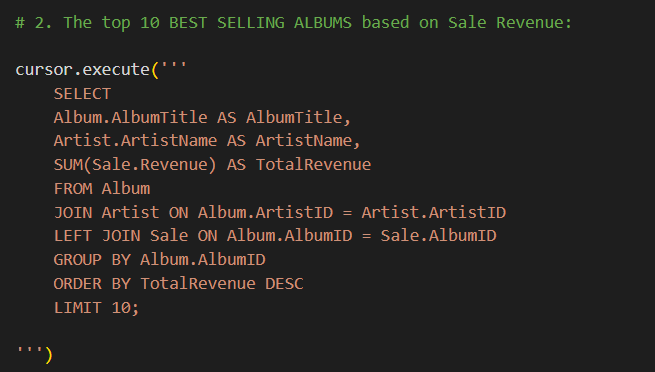 # 2. The top 10 BEST SELLING ALBUMS based on Sale Revenue:
cursor.execute('''
SELECT
Album.AlbumTitle AS AlbumTitle,
Artist.ArtistName AS ArtistName,
SUM(Sale.Revenue) AS TotalRevenue
FROM Album
JOIN Artist ON Album.ArtistID = Artist.ArtistID
LEFT JOIN Sale ON Album.AlbumID = Sale.AlbumID
GROUP BY Album.AlbumID
ORDER BY TotalRevenue DESC
LIMIT 10;
''')